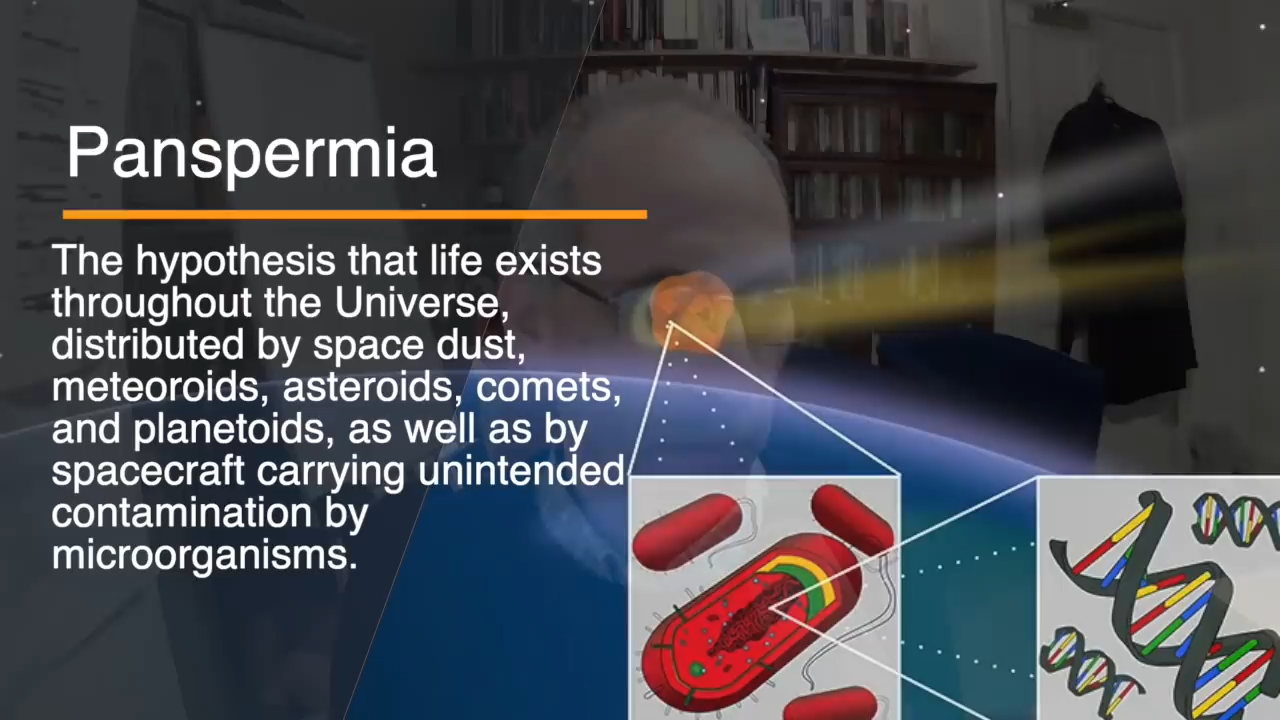 Panspermia
The hypothesis that life exists
throughout the Universe,
distributed by space dust,
meteoroids, asteroids, comets,
and planetoids, as well as by
spacecraft carrying unintended
contamination by
microorganisms.